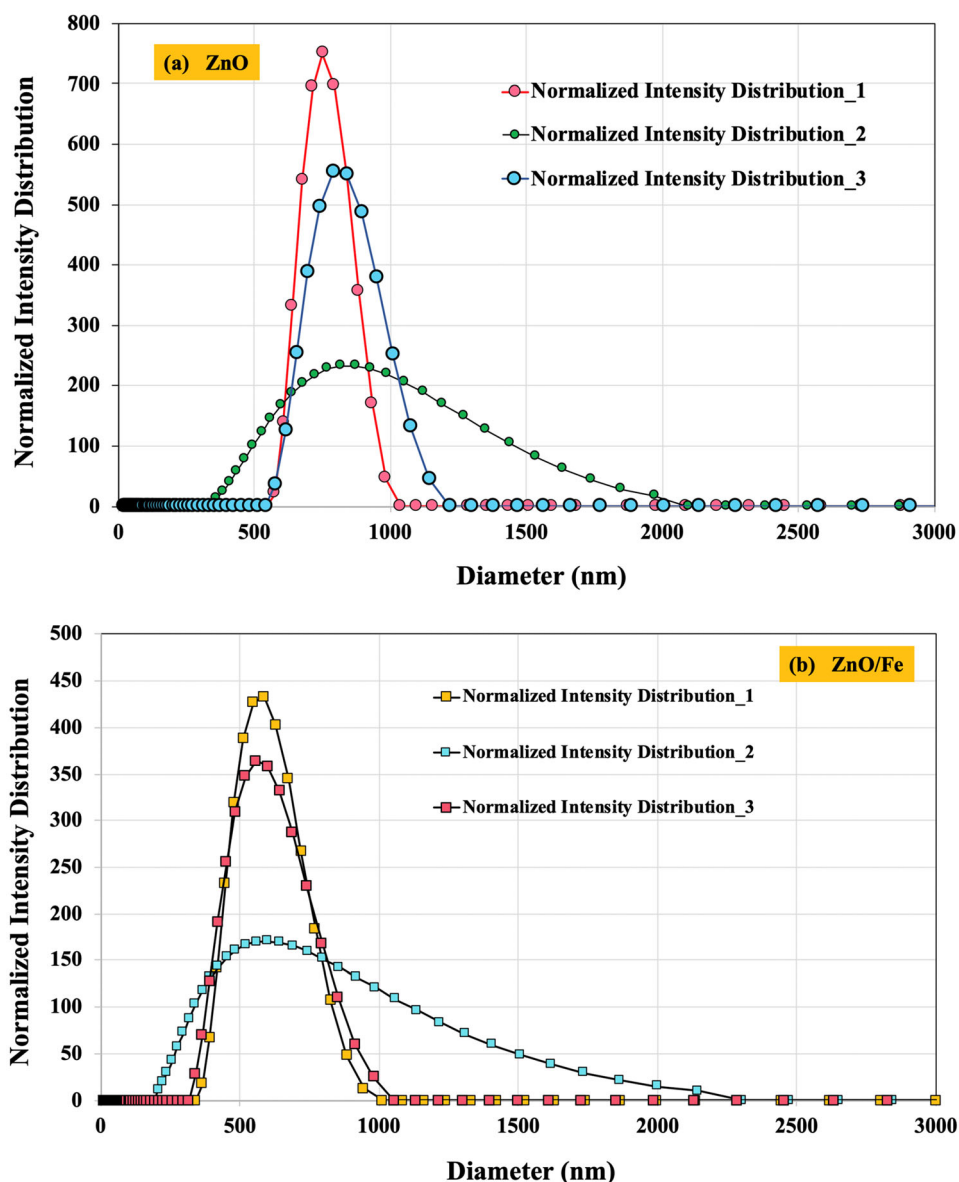 (a) ZnO
Normalized Intensity Distribution
800
700
600
500
400
300
200
100
0
Normalized Intensity Distribution_1
Normalized Intensity Distribution_2
Normalized Intensity Distribution_3
0 500 1000 1500 2000 2500 3000
Diameter (nm)
(b) ZnO/Fe
Normalized Intensity Distribution
500
450
400
350
300
250
200
150
100
50
0
Normalized Intensity Distribution_1
Normalized Intensity Distribution_2
Normalized Intensity Distribution_3
0 500 1000 1500 2000 2500 3000
Diameter (nm)